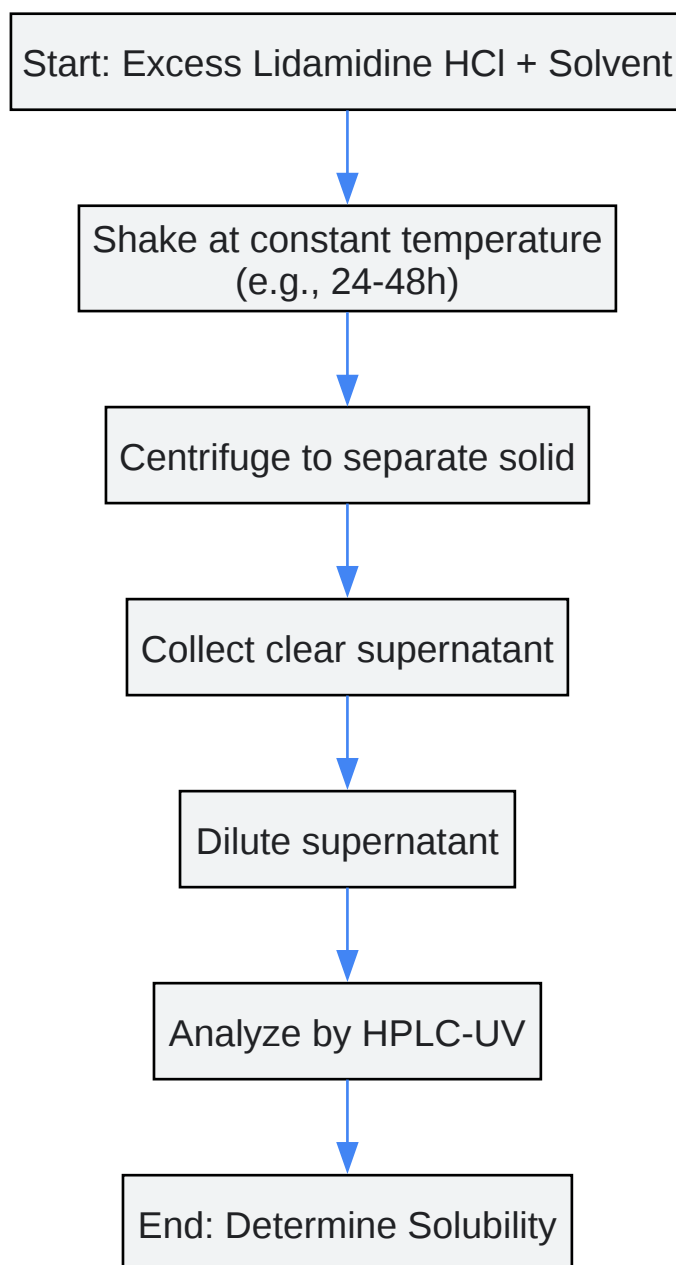 Start: Excess Lidamidine HCl + Solvent
Shake at constant temperature
(e.g., 24-48h)
Centrifuge to separate solid
Collect clear supernatant
Dilute supernatant
Analyze by HPLC-UV
End: Determine Solubility